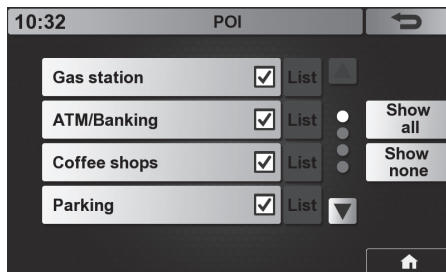 10:32 POI
Gas station List
ATM/Banking List
Show
all
Coffee shops List
Show
none
Parking List